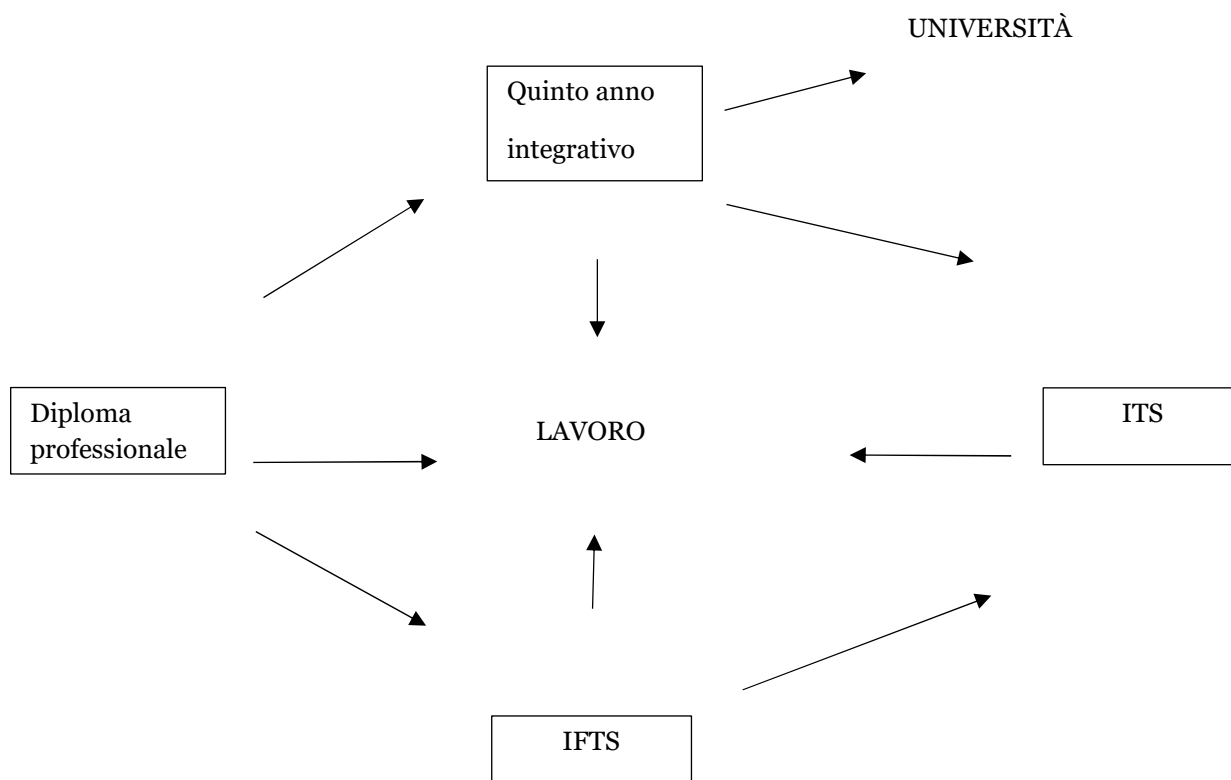 UNIVERSITÀ
Quinto anno
integrativo
Diploma
professionale
LAVORO
ITS
IFTS